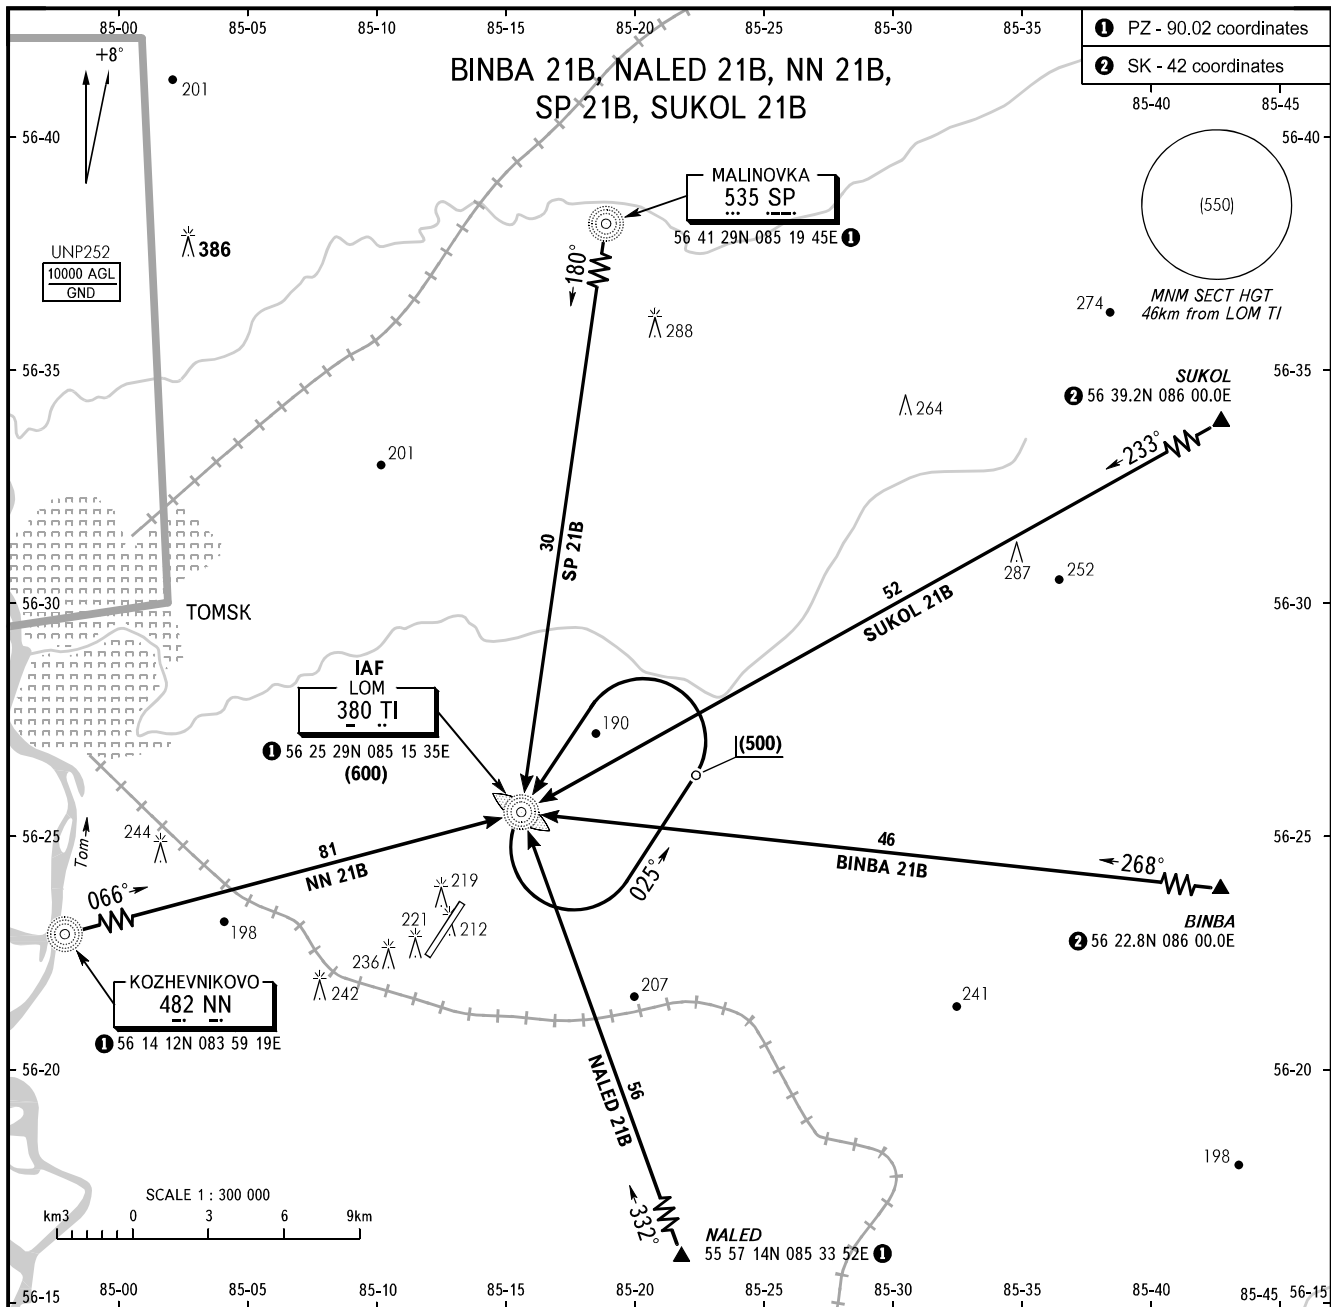 85-00 85-05 85-10 85-15 85-20 85-25 85-30 85-35
❶ PZ - 90.02 coordinates
❷ SK - 42 coordinates
85-40 85-45
+8°
BINBA 21B, NALED 21B, NN 21B,
SP 21B, SUKOL 21B
201
56-40 56-40
MALINOVKA
535 SP
56 41 29N 085 19 45E ❶
(550)
MNM SECT HGT
46km from LOM TI
386
UNP252
10000 AGL
GND
180°
288
274
56-35 56-35
SUKOL
❷ 56 39.2N 086 00.0E
264
233°
201
30
SP 21B
287
252
52
SUKOL 21B
56-30 56-30
TOMSK
IAF
LOM
380 TI
❶ 56 25 29N 085 15 35E
(600)
190
(500)
56-25 56-25
244
Tom
81
NN 21B
46
BINBA 21B
268°
025°
066°
219
212
221
198
236
242
BINBA
❷ 56 22.8N 086 00.0E
KOZHEVNIKOVO
482 NN
❶ 56 14 12N 083 59 19E
207
241
56-20 56-20
56
NALED 21B
198
SCALE 1 : 300 000
km3 0 3 6 9km
332°
NALED
55 57 14N 085 33 52E ❶
56-15 85-00 85-05 85-10 85-15 85-20 85-25 85-30 85-35 85-40 85-45 56-15